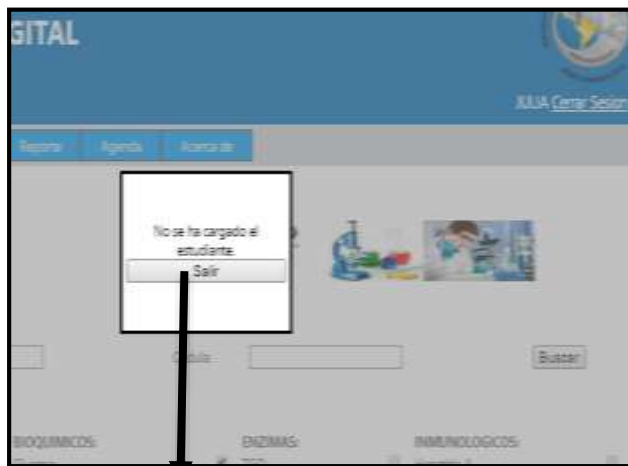 GITAL
JULIA Cerrar Sesion
Reporte Agenda Acerca de
No se ha cargado el
estudiante.
Salir
Cedula: Buscar
BIOQUIMICOS: ENZIMAS: INMUNOLOGICOS: